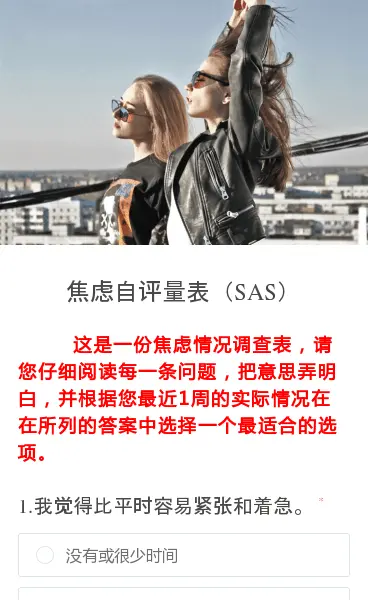 焦虑自评量表（SAS）
这是一份焦虑情况调查表，请
您仔细阅读每一条问题，把意思弄明
白，并根据您最近1周的实际情况在
在所列的答案中选择一个最适合的选
项。
1.我觉得比平时容易紧张和着急。 *
没有或很少时间